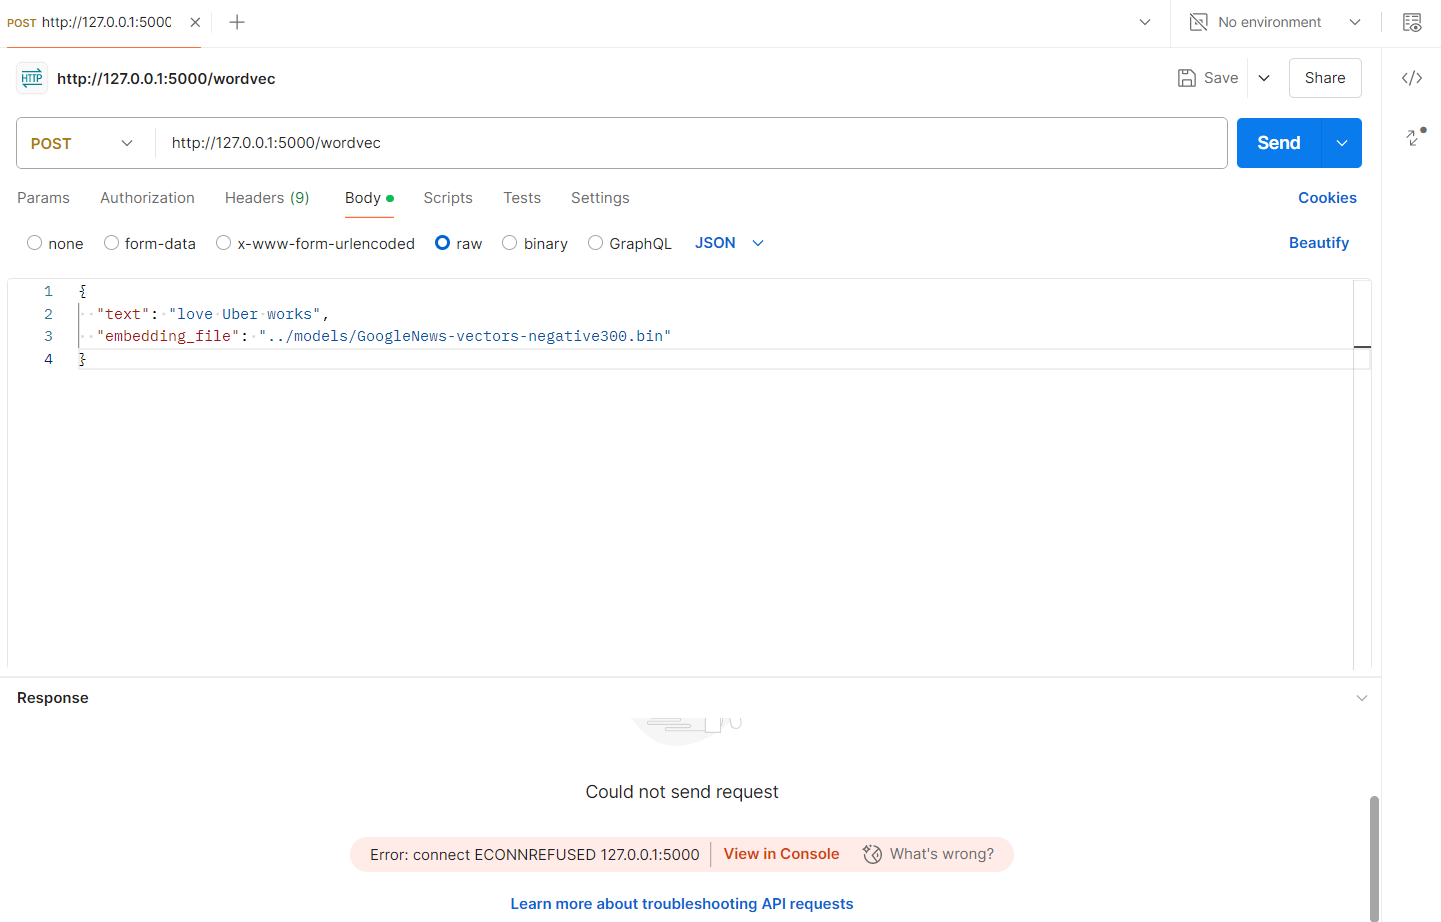 POST http://127.0.0.1:5000
No environment
HTTP http://127.0.0.1:5000/wordvec
Save
Share
POST http://127.0.0.1:5000/wordvec
Send
Params Authorization Headers (9) Body Scripts Tests Settings Cookies
none form-data x-www-form-urlencoded raw binary GraphQL JSON Beautify
1 {
2 "text": "love Uber works",
3 "embedding_file": "../models/GoogleNews-vectors-negative300.bin"
4 }
Response
Could not send request
Error: connect ECONNREFUSED 127.0.0.1:5000 View in Console What's wrong?
Learn more about troubleshooting API requests